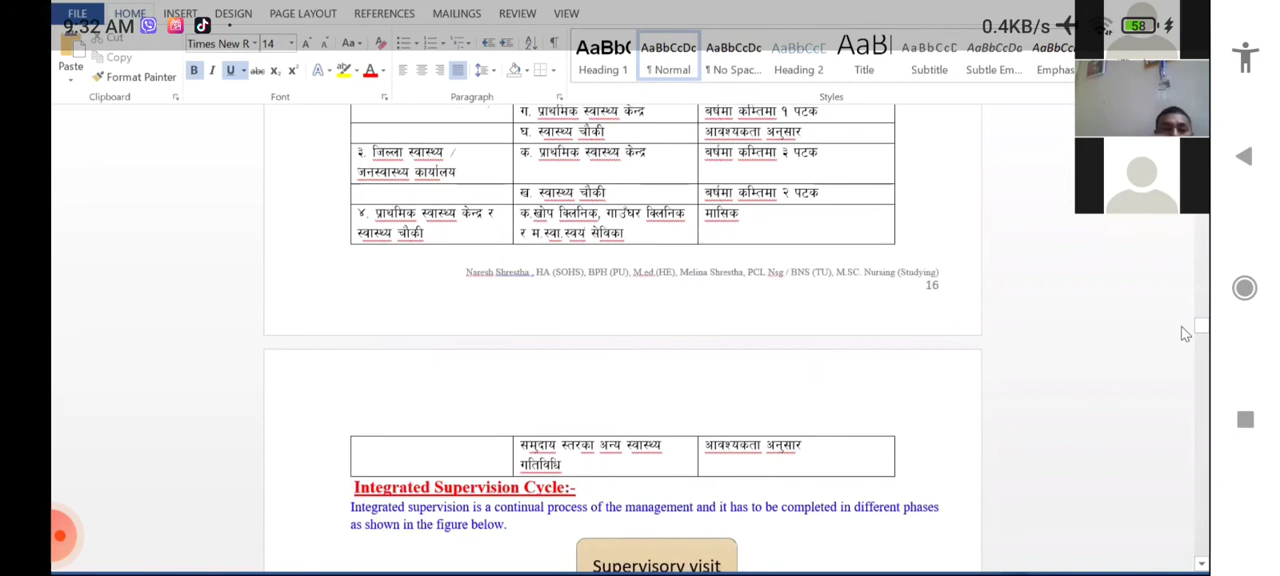 FILE HOME INSERT DESIGN PAGE LAYOUT REFERENCES MAILINGS REVIEW VIEW
9:32 AM 0.4KB/s 58
Cut
Copy
Paste
Format Painter
Times New R 14
B I U abc X₂ X²
AaBbC AaBbCcDc AaBbCcDc AaBbCcE AaB AaBbCcD AaBbCcDc AaBbCcDc
Heading 1 ¶ Normal ¶ No Spac... Heading 2 Title Subtitle Subtle Em... Emphas
Clipboard Font Paragraph Styles
ग. प्राथमिक स्वास्थ्य केन्द्र बर्षमा कम्तिमा १ पटक
घ. स्वास्थ्य चौकी आवश्यकता अनुसार
३. जिल्ला स्वास्थ्य / क. प्राथमिक स्वास्थ्य केन्द्र बर्षमा कम्तिमा ३ पटक
जनस्वास्थ्य कार्यालय
ख. स्वास्थ्य चौकी बर्षमा कम्तिमा २ पटक
४. प्राथमिक स्वास्थ्य केन्द्र र क.खोप क्लिनिक, गाउँघर क्लिनिक मासिक
स्वास्थ्य चौकी र म.स्वा.स्वयं सेविका
Naresh Shrestha , HA (SOHS), BPH (PU), M.ed.(HE), Melina Shrestha, PCL Nsg / BNS (TU), M.SC. Nursing (Studying)
16
समुदाय स्तरका अन्य स्वास्थ्य आवश्यकता अनुसार
गतिविधि
Integrated Supervision Cycle:-
Integrated supervision is a continual process of the management and it has to be completed in different phases
as shown in the figure below.
Supervisory visit